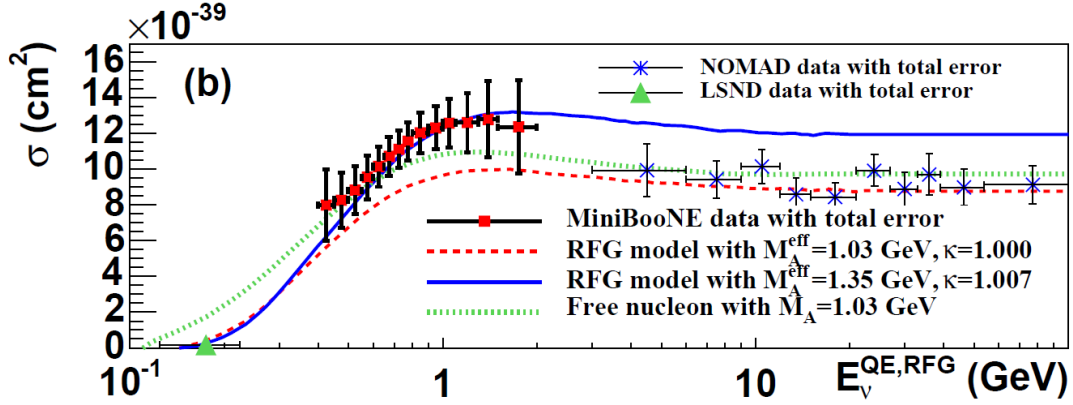 ×10⁻³⁹
σ (cm²)
16
14
12
10
8
6
4
2
0
(b)
NOMAD data with total error
LSND data with total error
MiniBooNE data with total error
RFG model with M_A^eff=1.03 GeV, κ=1.000
RFG model with M_A^eff=1.35 GeV, κ=1.007
Free nucleon with M_A=1.03 GeV
10⁻¹ 1 10 E_ν^QE,RFG (GeV)